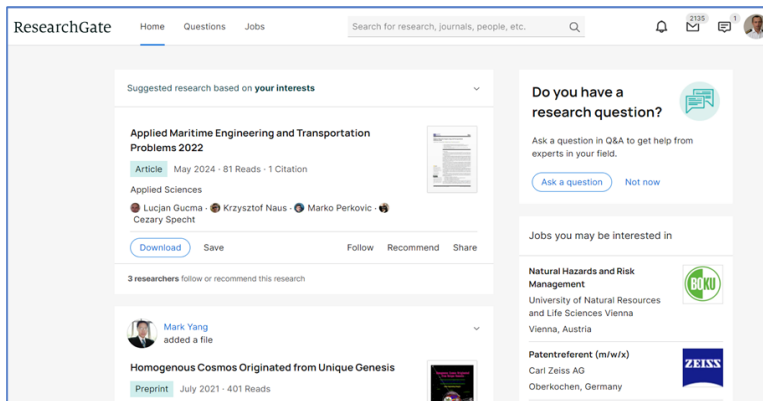 ResearchGate
Home Questions Jobs
Search for research, journals, people, etc.
2135
1
Suggested research based on your interests
Applied Maritime Engineering and Transportation
Problems 2022
Article May 2024 · 81 Reads · 1 Citation
Applied Sciences
Lucjan Gucma · Krzysztof Naus · Marko Perkovic ·
Cezary Specht
Download Save Follow Recommend Share
3 researchers follow or recommend this research
Mark Yang
added a file
Homogenous Cosmos Originated from Unique Genesis
Preprint July 2021 · 401 Reads
Do you have a
research question?
Ask a question in Q&A to get help from
experts in your field.
Ask a question Not now
Jobs you may be interested in
Natural Hazards and Risk
Management
University of Natural Resources
and Life Sciences Vienna
Vienna, Austria
BOKU
Patentreferent (m/w/x)
Carl Zeiss AG
Oberkochen, Germany
ZEISS